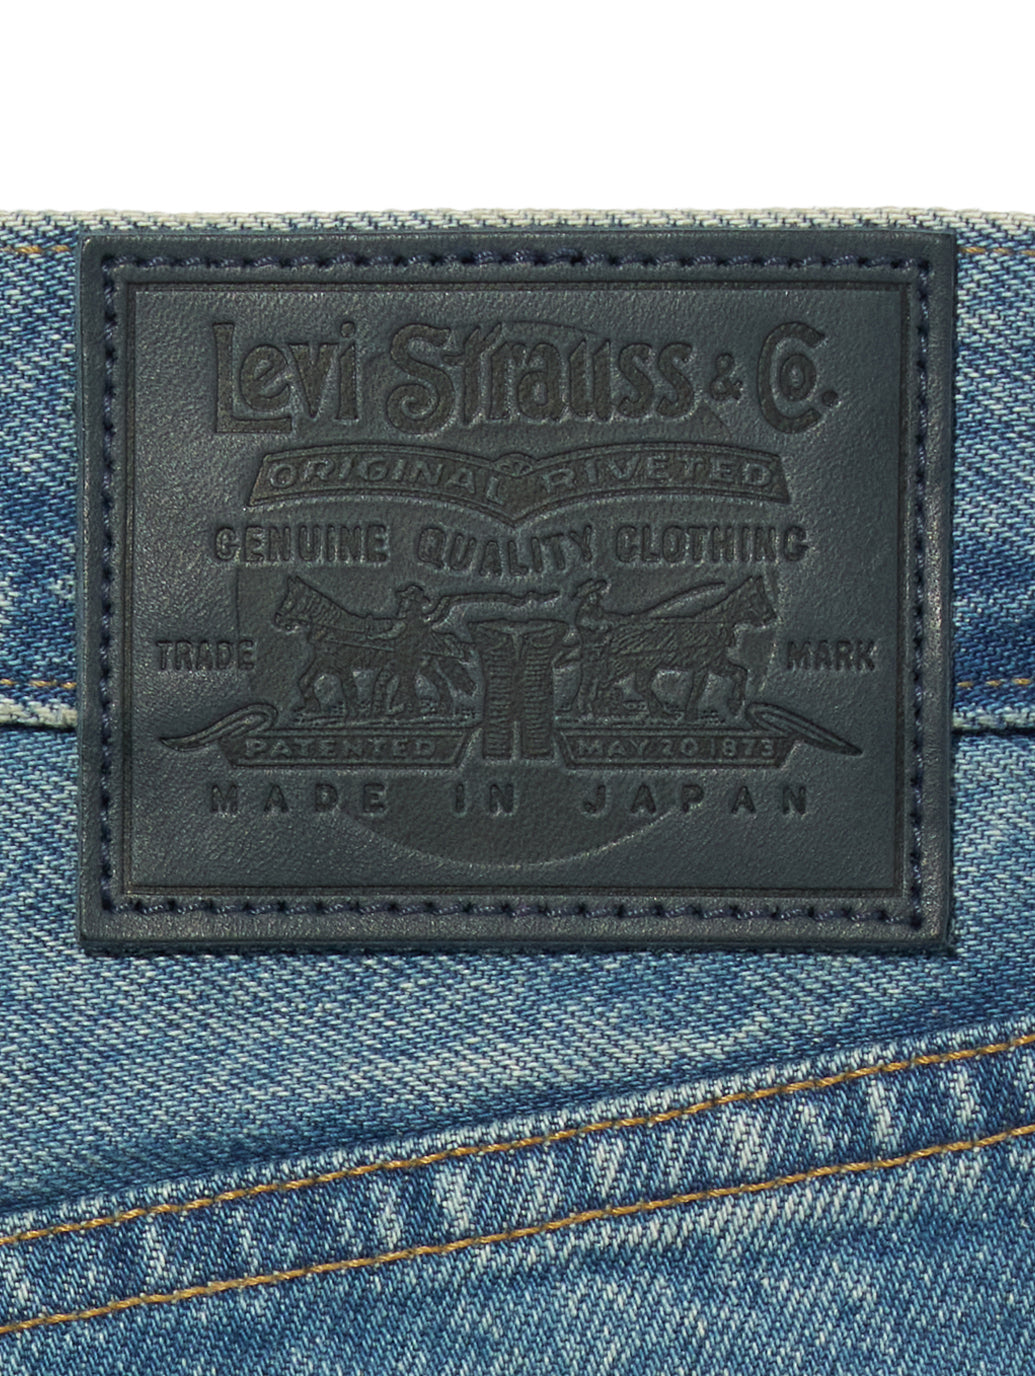 Levi Strauss & Co.
ORIGINAL RIVETED
GENUINE QUALITY CLOTHING
TRADE MARK
PATENTED MAY 20 1873
MADE IN JAPAN